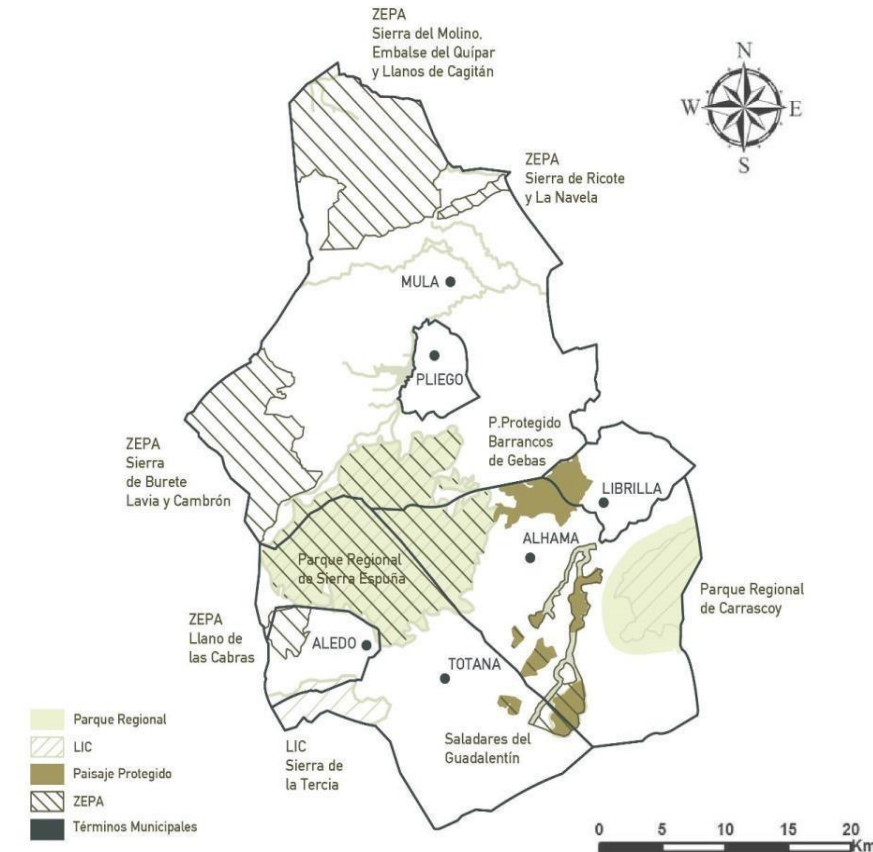 ZEPA
Sierra del Molino,
Embalse del Quípar
y Llanos de Cagitán
N
W
E
S
ZEPA
Sierra de Ricote
y La Navela
MULA
PLIEGO
P.Protegido
Barrancos
de Gebas
ZEPA
Sierra
de Burete
Lavia y Cambrón
LIBRILLA
ALHAMA
Parque Regional
de Sierra Espuña
Parque Regional
de Carrascoy
ZEPA
Llano de
las Cabras
ALEDO
TOTANA
Saladares del
Guadalentín
LIC
Sierra de
la Tercia
Parque Regional
LIC
Paisaje Protegido
ZEPA
Términos Municipales
0 5 10 15 20
Km